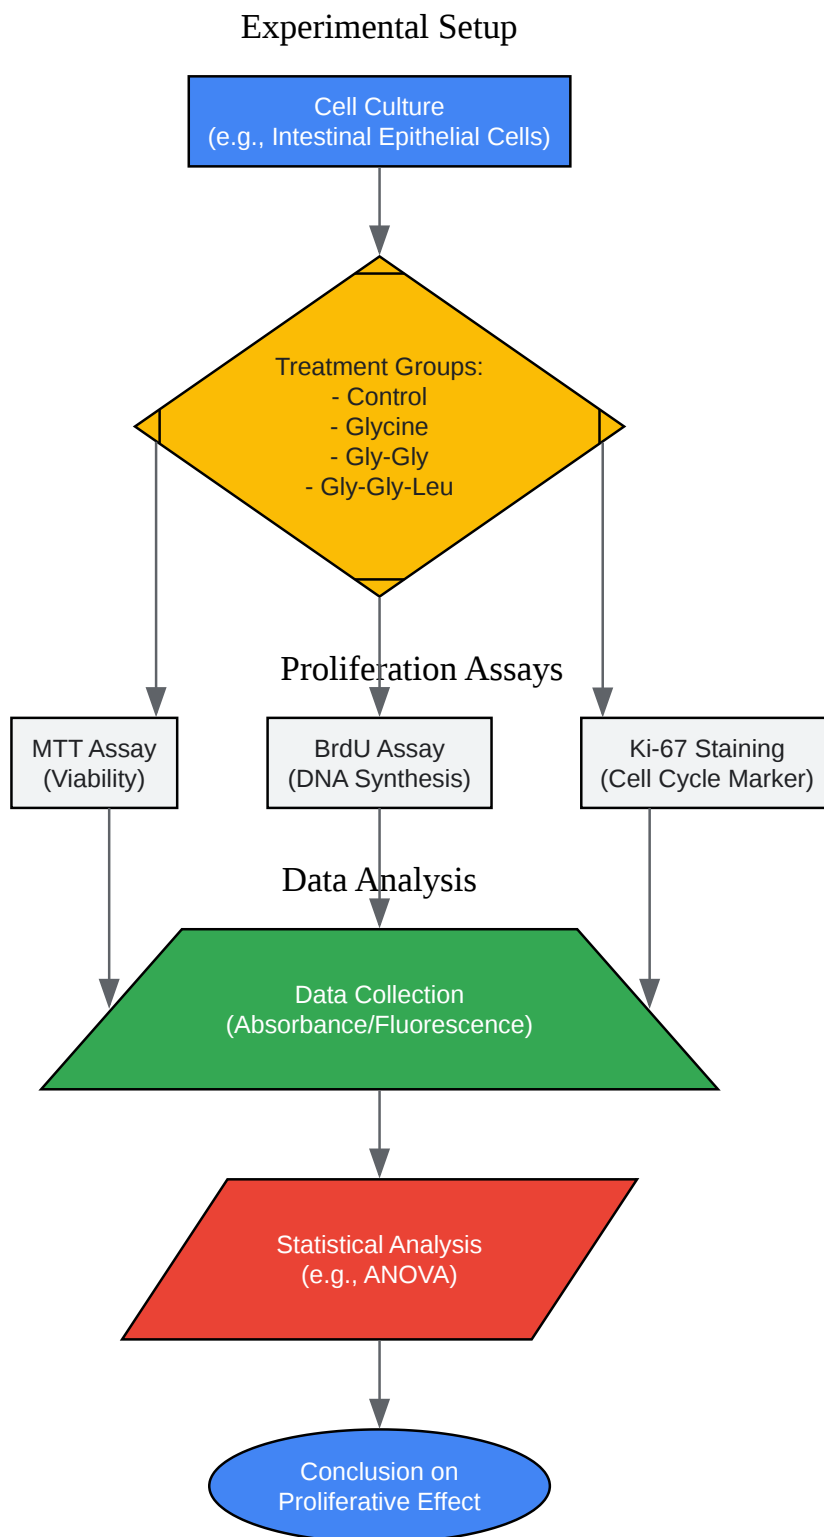 Experimental Setup
Cell Culture
(e.g., Intestinal Epithelial Cells)
Treatment Groups:
- Control
- Glycine
- Gly-Gly
- Gly-Gly-Leu
Proliferation Assays
MTT Assay
(Viability)
BrdU Assay
(DNA Synthesis)
Ki-67 Staining
(Cell Cycle Marker)
Data Analysis
Data Collection
(Absorbance/Fluorescence)
Statistical Analysis
(e.g., ANOVA)
Conclusion on
Proliferative Effect